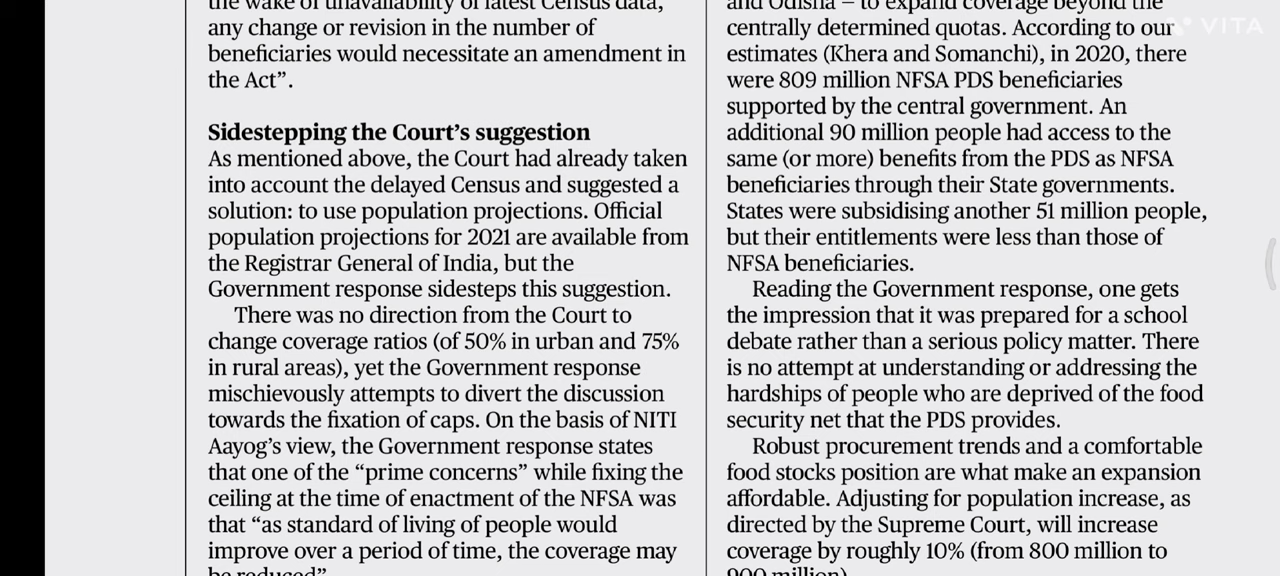 the wake of unavailability of latest Census data,
any change or revision in the number of
beneficiaries would necessitate an amendment in
the Act”.
Sidestepping the Court’s suggestion
As mentioned above, the Court had already taken
into account the delayed Census and suggested a
solution: to use population projections. Official
population projections for 2021 are available from
the Registrar General of India, but the
Government response sidesteps this suggestion.
There was no direction from the Court to
change coverage ratios (of 50% in urban and 75%
in rural areas), yet the Government response
mischievously attempts to divert the discussion
towards the fixation of caps. On the basis of NITI
Aayog’s view, the Government response states
that one of the “prime concerns” while fixing the
ceiling at the time of enactment of the NFSA was
that “as standard of living of people would
improve over a period of time, the coverage may
be reduced”
and Odisha — to expand coverage beyond the
centrally determined quotas. According to our
estimates (Khera and Somanchi), in 2020, there
were 809 million NFSA PDS beneficiaries
supported by the central government. An
additional 90 million people had access to the
same (or more) benefits from the PDS as NFSA
beneficiaries through their State governments.
States were subsidising another 51 million people,
but their entitlements were less than those of
NFSA beneficiaries.
Reading the Government response, one gets
the impression that it was prepared for a school
debate rather than a serious policy matter. There
is no attempt at understanding or addressing the
hardships of people who are deprived of the food
security net that the PDS provides.
Robust procurement trends and a comfortable
food stocks position are what make an expansion
affordable. Adjusting for population increase, as
directed by the Supreme Court, will increase
coverage by roughly 10% (from 800 million to
900 million)
VITA